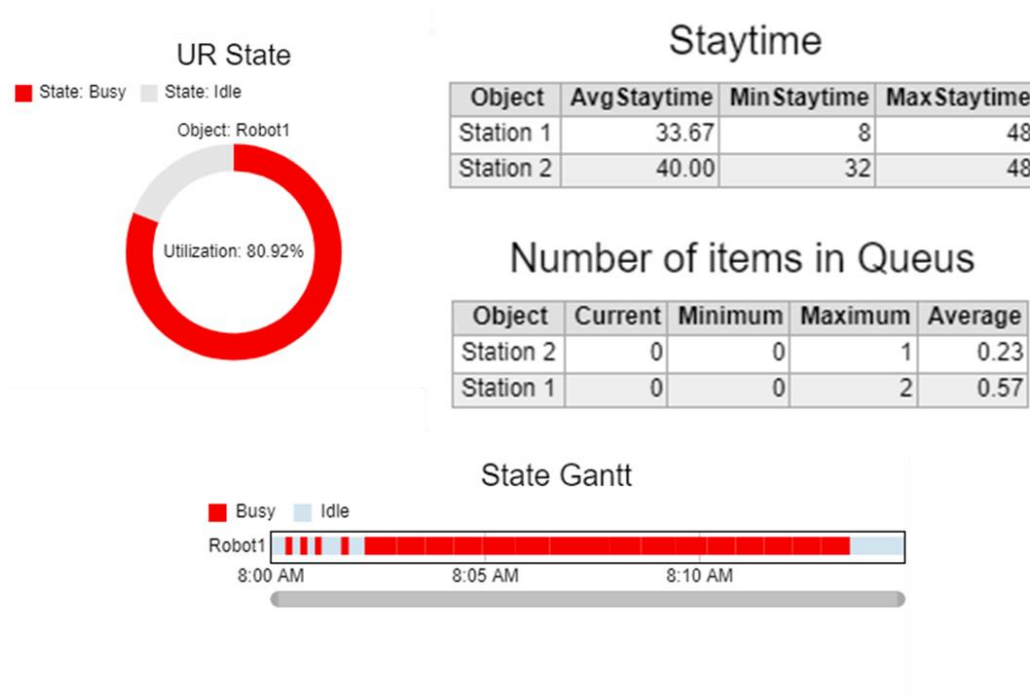 UR State
State: Busy State: Idle
Object: Robot1
Utilization: 80.92%
Staytime
Object AvgStaytime MinStaytime MaxStaytime
Station 1 33.67 8 48
Station 2 40.00 32 48
Number of items in Queus
Object Current Minimum Maximum Average
Station 2 0 0 1 0.23
Station 1 0 0 2 0.57
State Gantt
Busy Idle
Robot1
8:00 AM 8:05 AM 8:10 AM